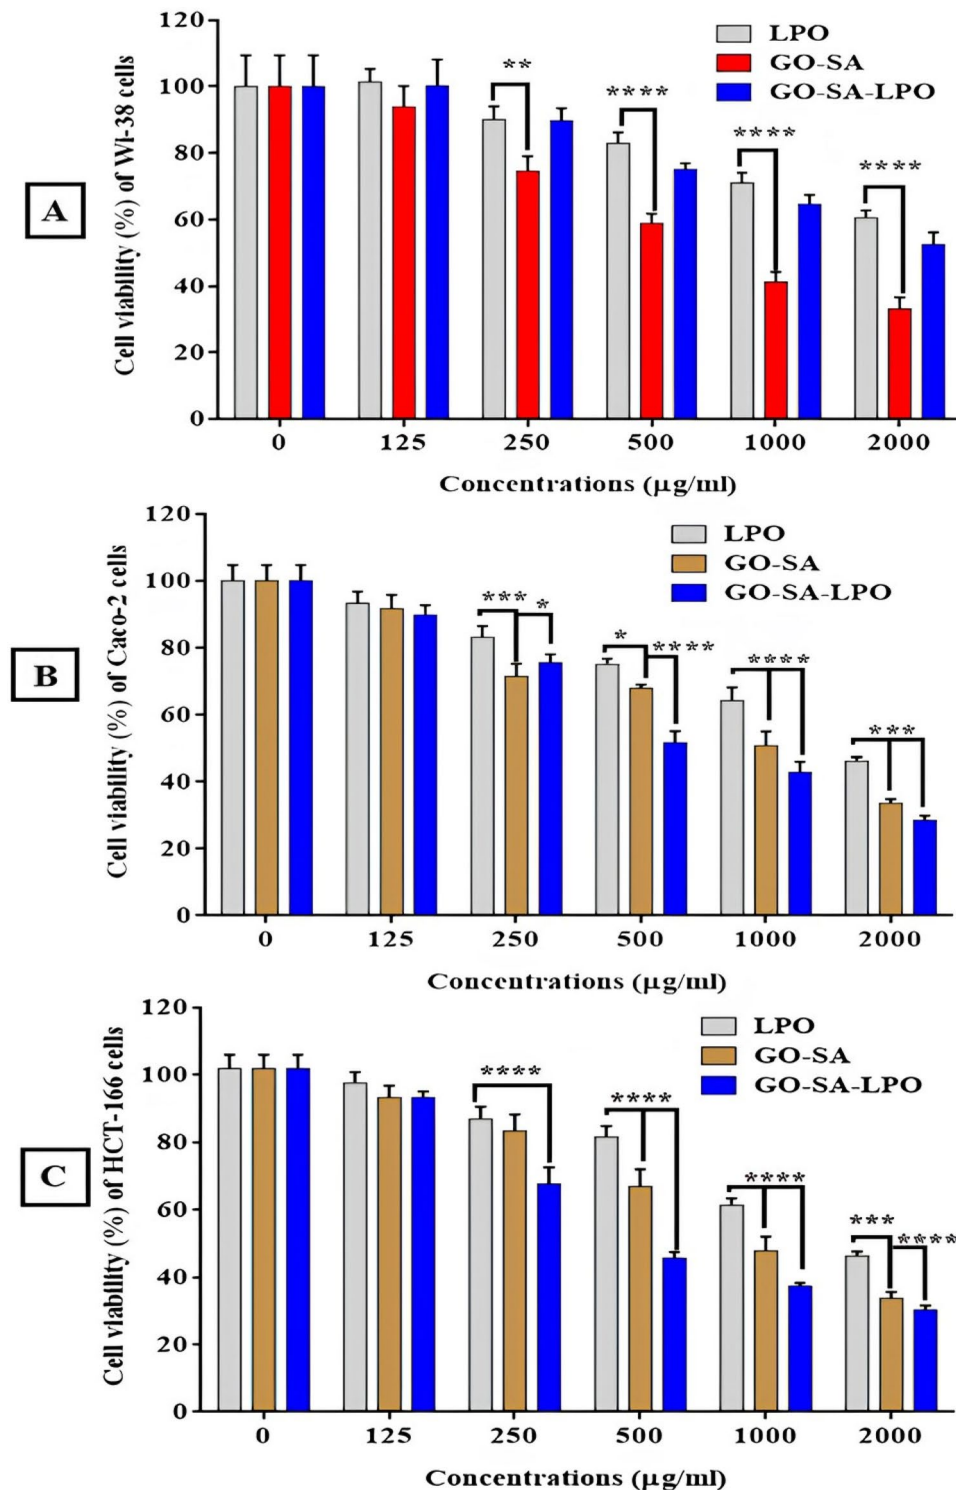 A
Cell viability (%) of Wi-38 cells
120
100
80
60
40
20
0
LPO
GO-SA
GO-SA-LPO
**
****
****
****
0 125 250 500 1000 2000
Concentrations (µg/ml)
B
Cell viability (%) of Caco-2 cells
120
100
80
60
40
20
0
LPO
GO-SA
GO-SA-LPO
*** *
* ****
****
***
0 125 250 500 1000 2000
Concentrations (µg/ml)
C
Cell viability (%) of HCT-166 cells
120
100
80
60
40
20
0
LPO
GO-SA
GO-SA-LPO
****
****
****
*** ****
0 125 250 500 1000 2000
Concentrations (µg/ml)